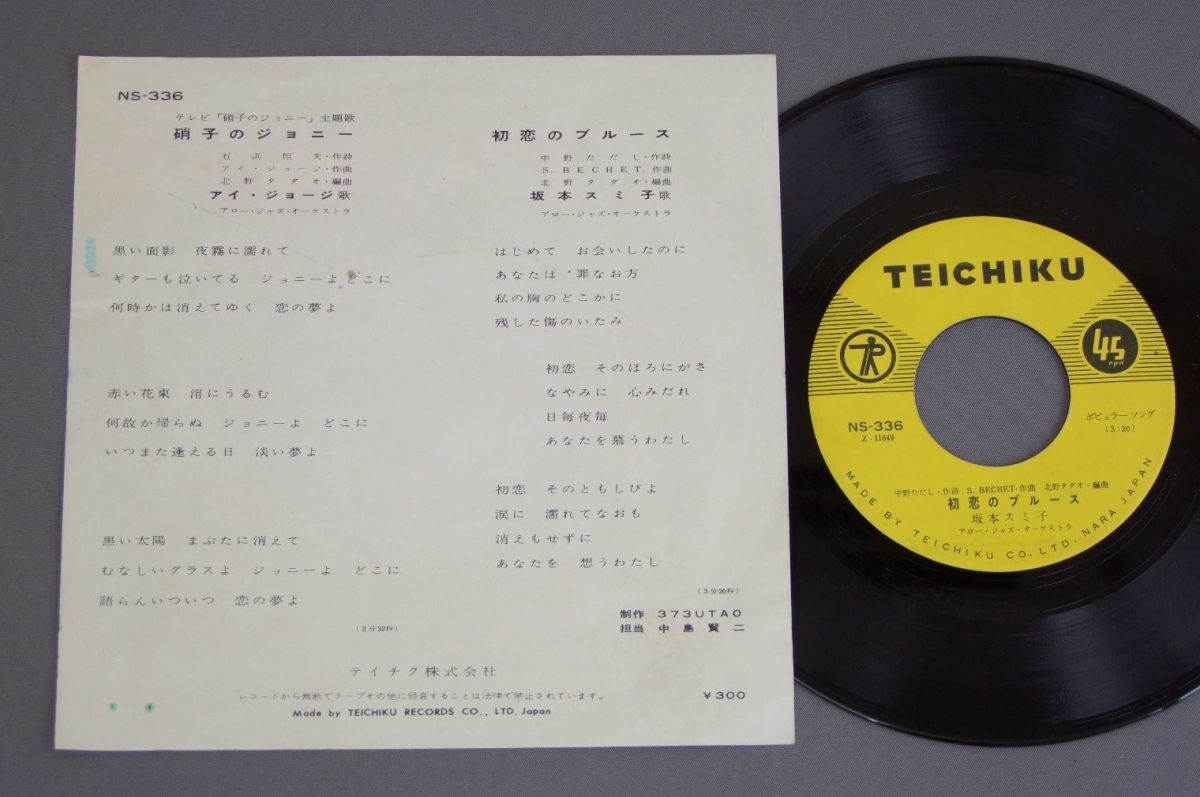 NS-336
テレビ「硝子のジョニー」主題歌
硝子のジョニー
石浜恒夫・作詩
アイ・ジョージ・作曲
北野タダオ・編曲
アイ・ジョージ歌
アロー・ジャズ・オーケストラ
黒い面影　夜霧に濡れて
ギターも泣いてる　ジョニーよ どこに
何時かは消えてゆく　恋の夢よ
赤い花束　泪にうるむ
何故か帰らぬ　ジョニーよ　どこに
いつまた逢える日　淡い夢よ
黒い太陽　まぶたに消えて
むなしいグラスよ　ジョニーよ　どこに
語らんいついつ　恋の夢よ
(2分32秒)
初恋のブルース
中野ただし・作詩
S. BECHET. 作曲
北野タダオ・編曲
坂本スミ子歌
アロー・ジャズ・オーケストラ
はじめて　お会いしたのに
あなたは　罪なお方
私の胸のどこかに
残した傷のいたみ
初恋　そのほろにがさ
なやみに　心みだれ
日毎夜毎
あなたを慕うわたし
初恋　そのともしびよ
涙に　濡れてなおも
消えもせずに
あなたを　想うわたし
(3分20秒)
制作 373UTAO
担当 中島賢二
テイチク株式会社
レコードから無断でテープその他に録音することは法律で禁止されています。
¥300
Made by TEICHIKU RECORDS CO., LTD, Japan
TEICHIKU
TR
45
rpm
NS-336
Z-11649
ポピュラー ソング
(3:20)
中野ただし・作詩 S. BECHET・作曲 北野タダオ・編曲
初恋のブルース
坂本スミ子
アロー・ジャズ・オーケストラ
MADE BY TEICHIKU CO., LTD. NARA JAPAN